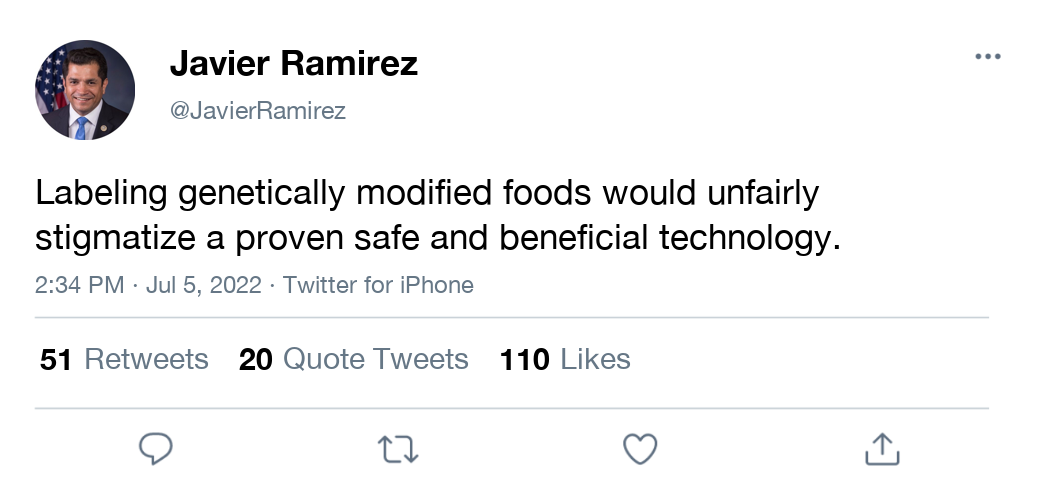 Javier Ramirez
@JavierRamirez
Labeling genetically modified foods would unfairly
stigmatize a proven safe and beneficial technology.
2:34 PM · Jul 5, 2022 · Twitter for iPhone
51 Retweets 20 Quote Tweets 110 Likes